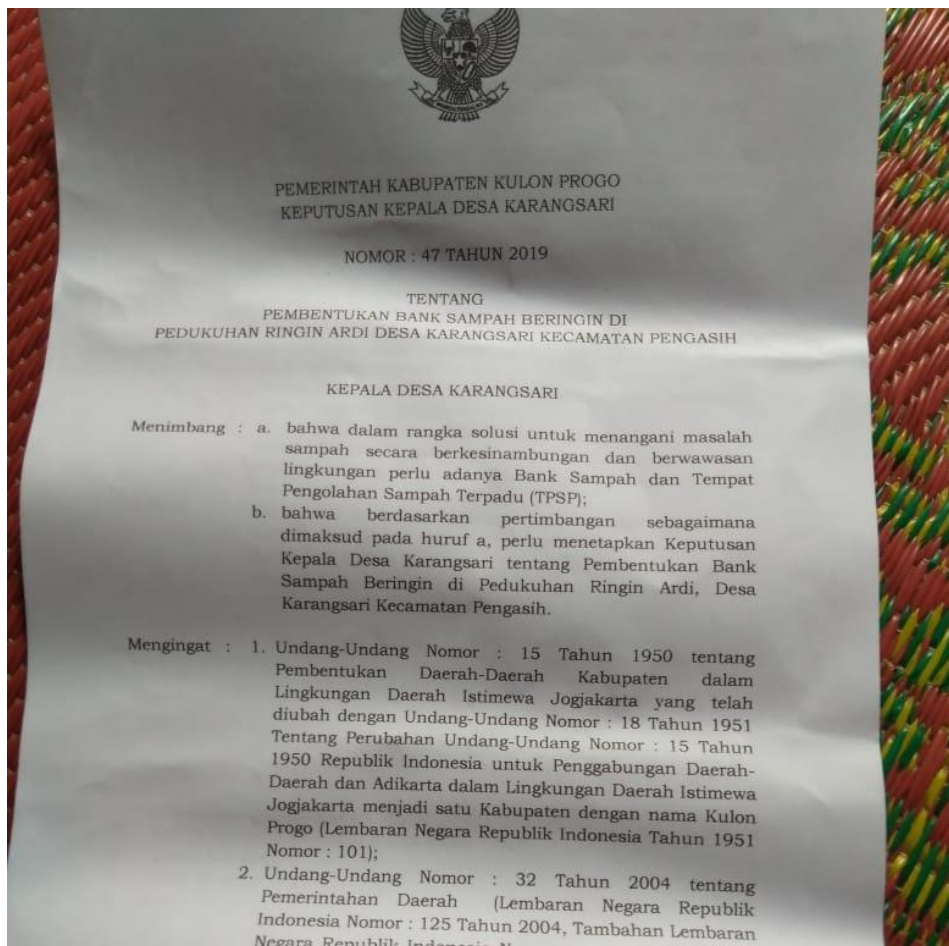 PEMERINTAH KABUPATEN KULON PROGO
KEPUTUSAN KEPALA DESA KARANGSARI
NOMOR : 47 TAHUN 2019
TENTANG
PEMBENTUKAN BANK SAMPAH BERINGIN DI
PEDUKUHAN RINGIN ARDI DESA KARANGSARI KECAMATAN PENGASIH
KEPALA DESA KARANGSARI
Menimbang : a. bahwa dalam rangka solusi untuk menangani masalah
sampah secara berkesinambungan dan berwawasan
lingkungan perlu adanya Bank Sampah dan Tempat
Pengolahan Sampah Terpadu (TPSP);
b. bahwa berdasarkan pertimbangan sebagaimana
dimaksud pada huruf a, perlu menetapkan Keputusan
Kepala Desa Karangsari tentang Pembentukan Bank
Sampah Beringin di Pedukuhan Ringin Ardi, Desa
Karangsari Kecamatan Pengasih.
Mengingat : 1. Undang-Undang Nomor : 15 Tahun 1950 tentang
Pembentukan Daerah-Daerah Kabupaten dalam
Lingkungan Daerah Istimewa Jogjakarta yang telah
diubah dengan Undang-Undang Nomor : 18 Tahun 1951
Tentang Perubahan Undang-Undang Nomor : 15 Tahun
1950 Republik Indonesia untuk Penggabungan Daerah-
Daerah dan Adikarta dalam Lingkungan Daerah Istimewa
Jogjakarta menjadi satu Kabupaten dengan nama Kulon
Progo (Lembaran Negara Republik Indonesia Tahun 1951
Nomor : 101);
2. Undang-Undang Nomor : 32 Tahun 2004 tentang
Pemerintahan Daerah (Lembaran Negara Republik
Indonesia Nomor : 125 Tahun 2004, Tambahan Lembaran
Negara Republik Indonesia